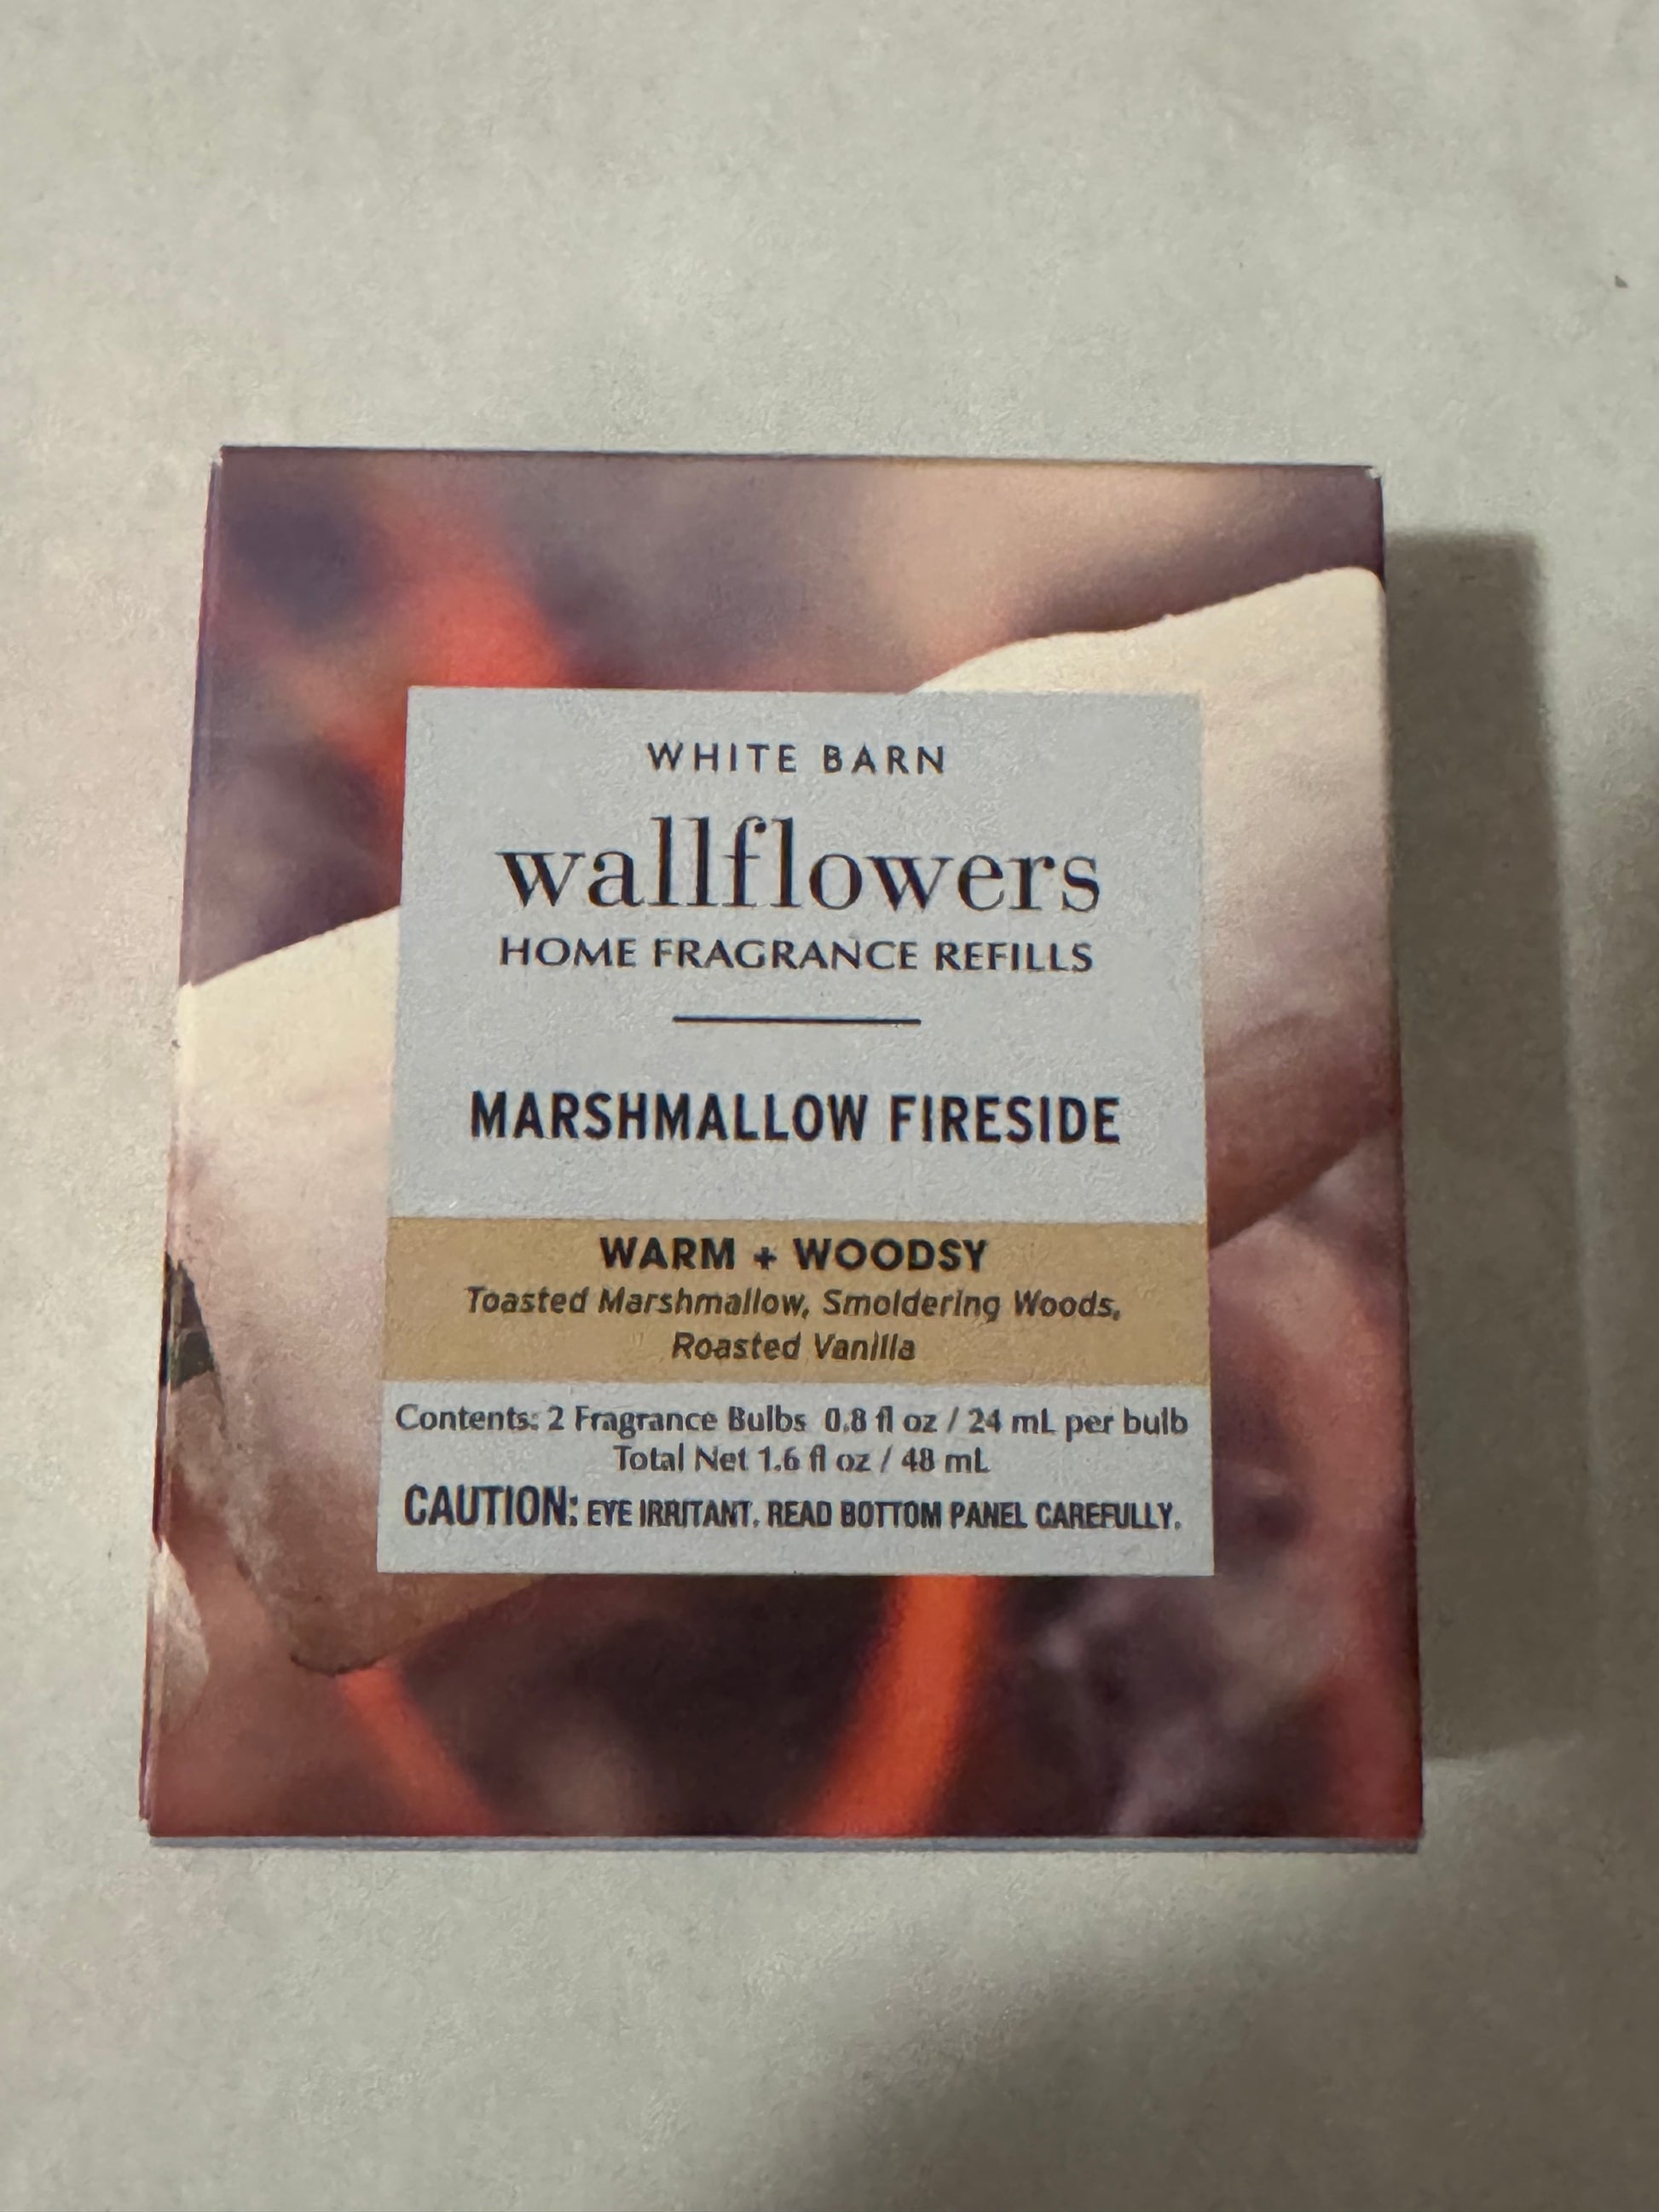 WHITE BARN
wallflowers
HOME FRAGRANCE REFILLS
MARSHMALLOW FIRESIDE
WARM + WOODSY
Toasted Marshmallow, Smoldering Woods,
Roasted Vanilla
Contents: 2 Fragrance Bulbs 0.8 fl oz / 24 mL per bulb
Total Net 1.6 fl oz / 48 mL
CAUTION: EYE IRRITANT. READ BOTTOM PANEL CAREFULLY.